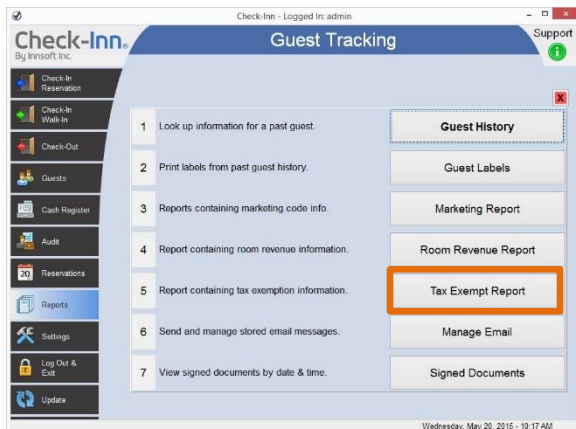 Check-Inn - Logged In: admin
Check-Inn®
By Innsoft Inc.
Guest Tracking
Support
Check-In
Reservation
Check-In
Walk-In
Check-Out
Guests
Cash Register
Audit
20
Reservations
Reports
Settings
Log Out &
Exit
Update
X
1 Look up information for a past guest. Guest History
2 Print labels from past guest history. Guest Labels
3 Reports containing marketing code info. Marketing Report
4 Report containing room revenue information. Room Revenue Report
5 Report containing tax exemption information. Tax Exempt Report
6 Send and manage stored email messages. Manage Email
7 View signed documents by date & time. Signed Documents
Wednesday, May 20, 2015 - 10:17 AM